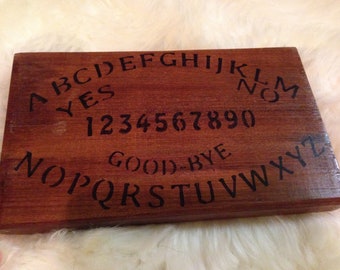 ABCDEFGHIJKLM
YES NO
1234567890
GOOD-BYE
NOPQRSTUVWXYZ